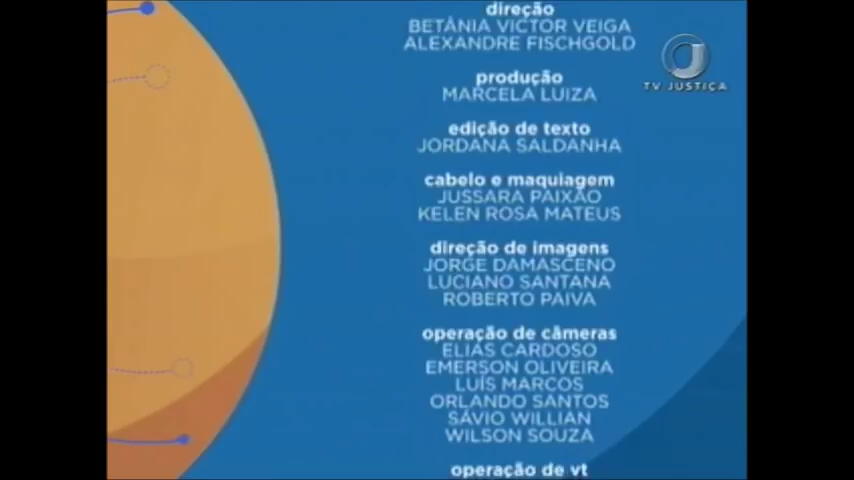 direção
BETÂNIA VICTOR VEIGA
ALEXANDRE FISCHGOLD
TV JUSTIÇA
produção
MARCELA LUIZA
edição de texto
JORDANA SALDANHA
cabelo e maquiagem
JUSSARA PAIXÃO
KELEN ROSA MATEUS
direção de imagens
JORGE DAMASCENO
LUCIANO SANTANA
ROBERTO PAIVA
operação de câmeras
ELIAS CARDOSO
EMERSON OLIVEIRA
LUÍS MARCOS
ORLANDO SANTOS
SÁVIO WILLIAN
WILSON SOUZA
operação de vt